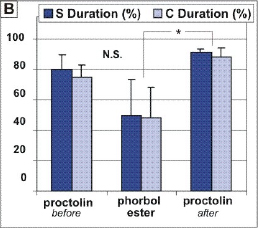 B
S Duration (%) C Duration (%)
100
80
60
40
20
0
N.S.
*
proctolin phorbol proctolin
before ester after